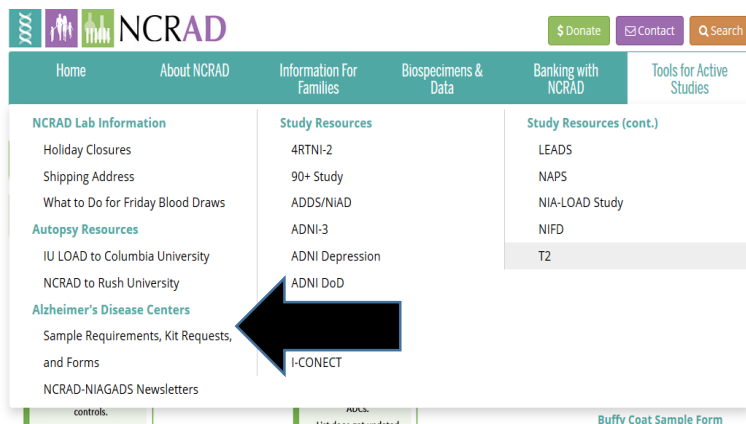 NCRAD
$ Donate
Contact
Search
Home
About NCRAD
Information For
Families
Biospecimens &
Data
Banking with
NCRAD
Tools for Active
Studies
NCRAD Lab Information
Holiday Closures
Shipping Address
What to Do for Friday Blood Draws
Autopsy Resources
IU LOAD to Columbia University
NCRAD to Rush University
Alzheimer's Disease Centers
Sample Requirements, Kit Requests,
and Forms
NCRAD-NIAGADS Newsletters
Study Resources
4RTNI-2
90+ Study
ADDS/NiAD
ADNI-3
ADNI Depression
ADNI DoD
I-CONECT
Study Resources (cont.)
LEADS
NAPS
NIA-LOAD Study
NIFD
T2
controls.
ADCs.
Buffy Coat Sample Form